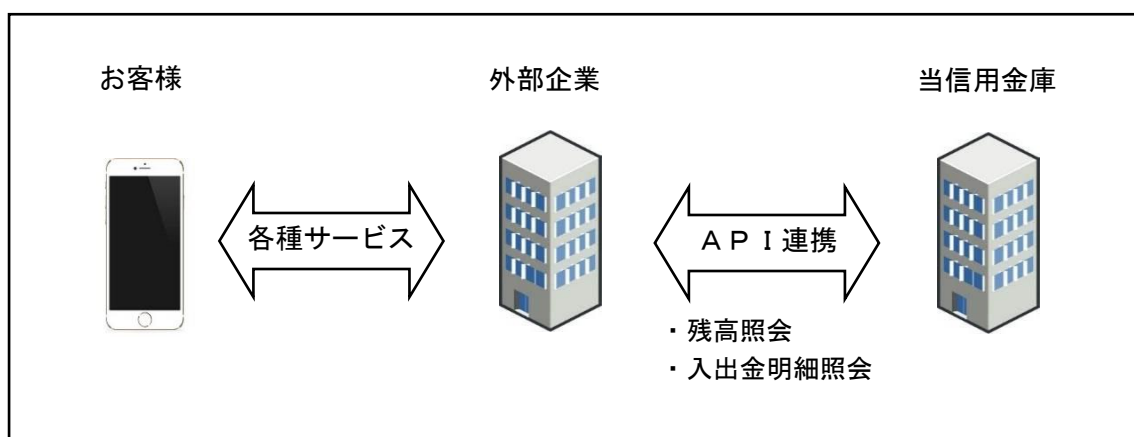 お客様
外部企業
当信用金庫
各種サービス
ＡＰＩ連携
・残高照会
・入出金明細照会